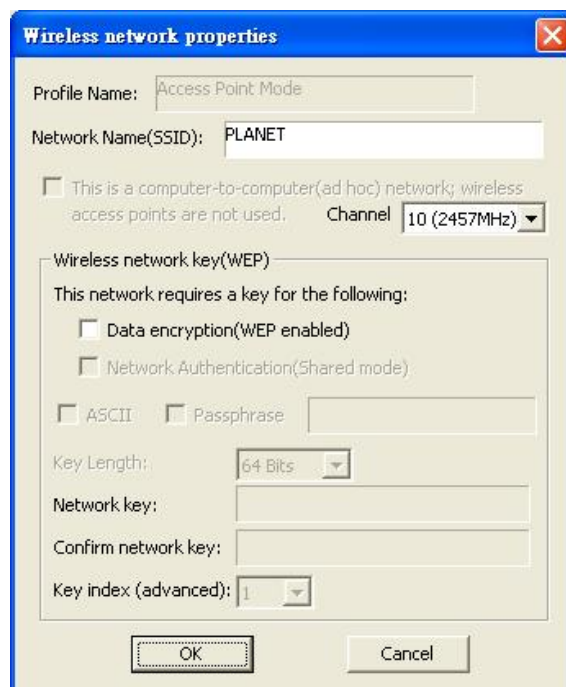 Wireless network properties
Profile Name: Access Point Mode
Network Name(SSID): PLANET
This is a computer-to-computer(ad hoc) network; wireless
access points are not used. Channel 10 (2457MHz)
Wireless network key(WEP)
This network requires a key for the following:
Data encryption(WEP enabled)
Network Authentication(Shared mode)
ASCII Passphrase
Key Length: 64 Bits
Network key:
Confirm network key:
Key index (advanced): 1
OK Cancel